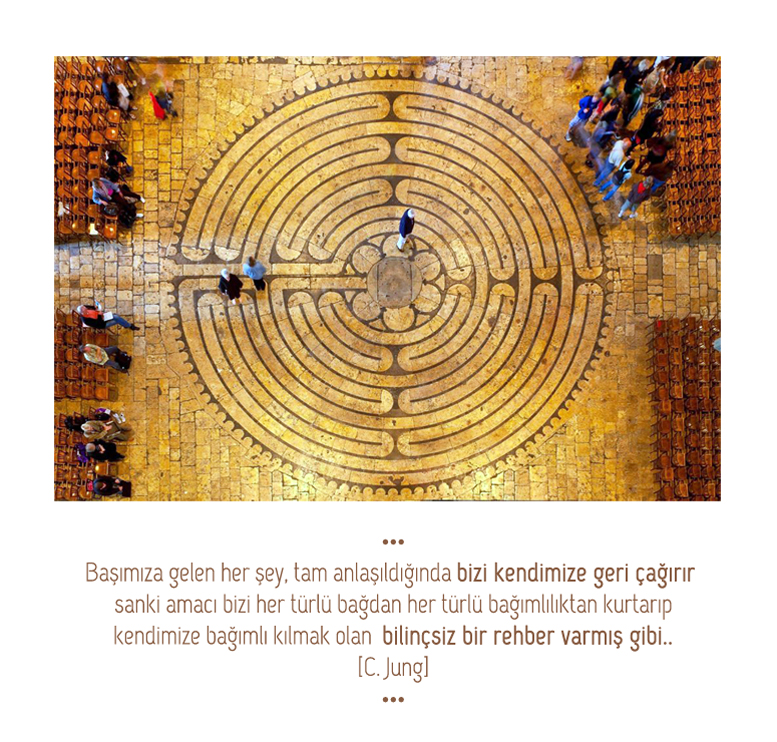 •••
Başımıza gelen her şey, tam anlaşıldığında bizi kendimize geri çağırır
sanki amacı bizi her türlü bağdan her türlü bağımlılıktan kurtarıp
kendimize bağımlı kılmak olan bilinçsiz bir rehber varmış gibi..
[C. Jung]
•••